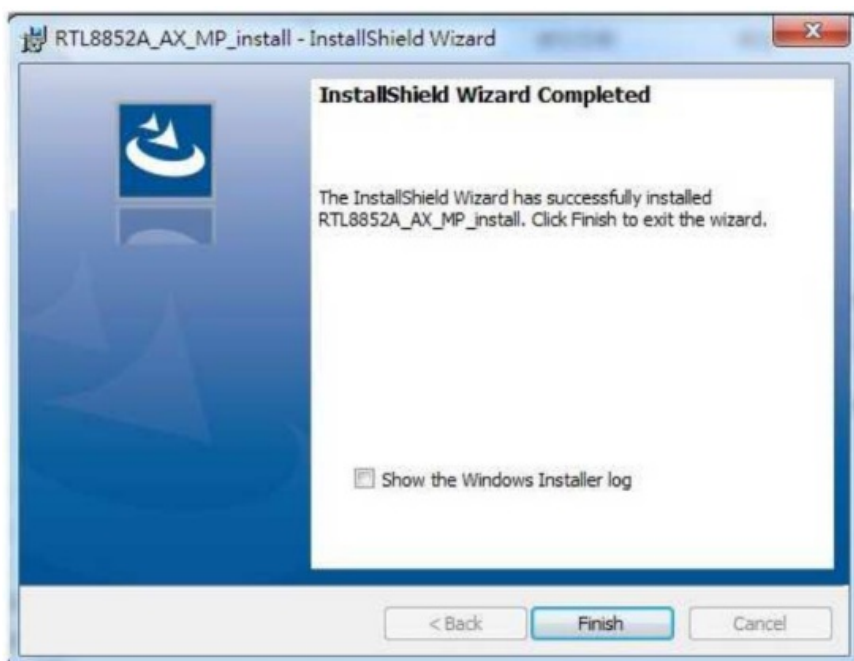 RTL8852A_AX_MP_install - InstallShield Wizard
InstallShield Wizard Completed
The InstallShield Wizard has successfully installed
RTL8852A_AX_MP_install. Click Finish to exit the wizard.
Show the Windows Installer log
< Back
Finish
Cancel